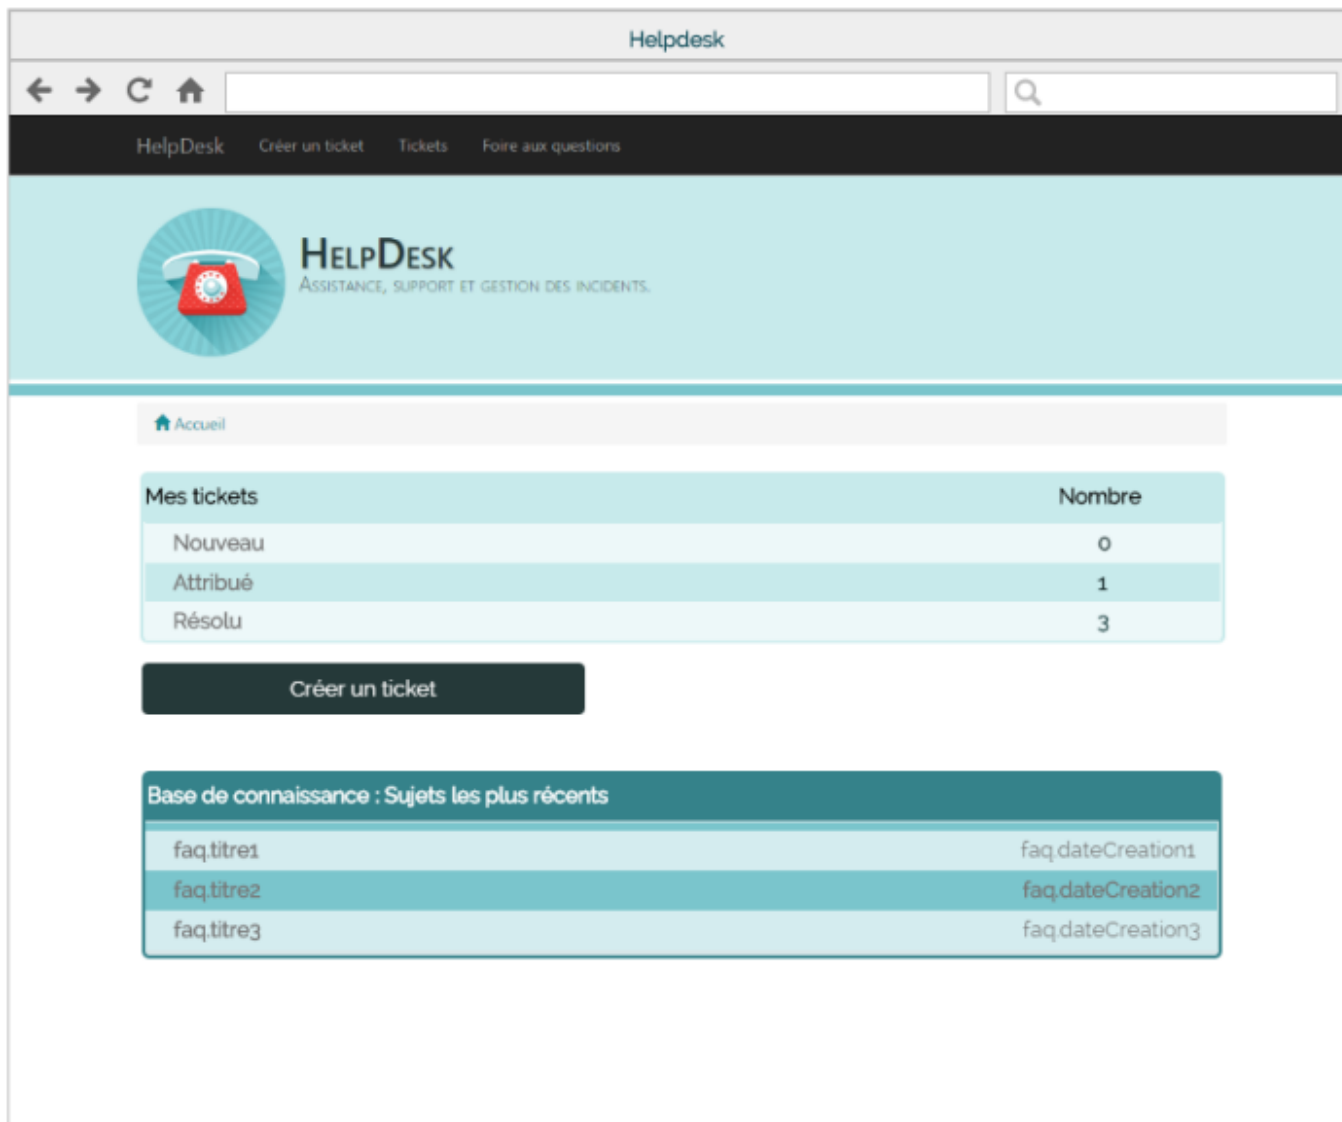 Helpdesk
HelpDesk Créer un ticket Tickets Foire aux questions
HelpDesk
Assistance, support et gestion des incidents.
Accueil
Mes tickets Nombre
Nouveau 0
Attribué 1
Résolu 3
Créer un ticket
Base de connaissance : Sujets les plus récents
faq.titre1 faq.dateCreation1
faq.titre2 faq.dateCreation2
faq.titre3 faq.dateCreation3